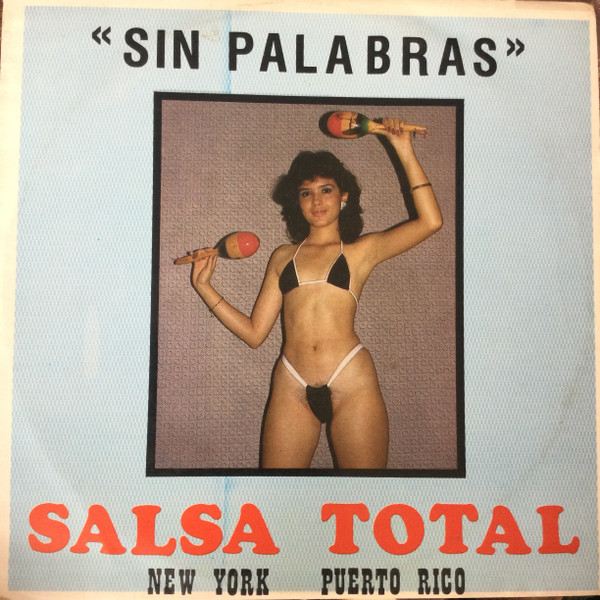 «SIN PALABRAS»
SALSA TOTAL
NEW YORK PUERTO RICO